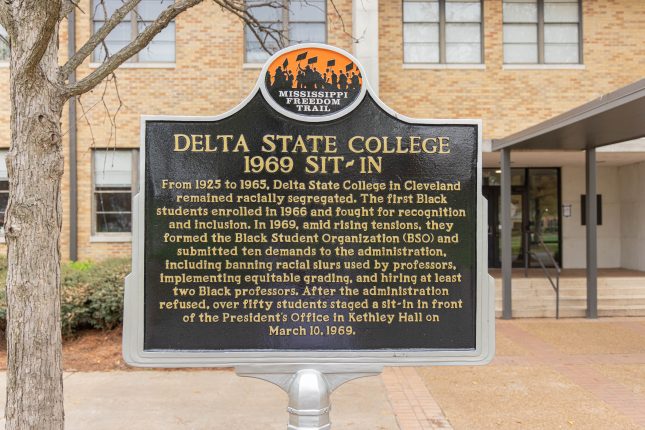 MISSISSIPPI
FREEDOM
TRAIL
DELTA STATE COLLEGE
1969 SIT-IN
From 1925 to 1965, Delta State College in Cleveland
remained racially segregated. The first Black
students enrolled in 1966 and fought for recognition
and inclusion. In 1969, amid rising tensions, they
formed the Black Student Organization (BSO) and
submitted ten demands to the administration,
including banning racial slurs used by professors,
implementing equitable grading, and hiring at least
two Black professors. After the administration
refused, over fifty students staged a sit-in in front
of the President's Office in Kethley Hall on
March 10, 1969.